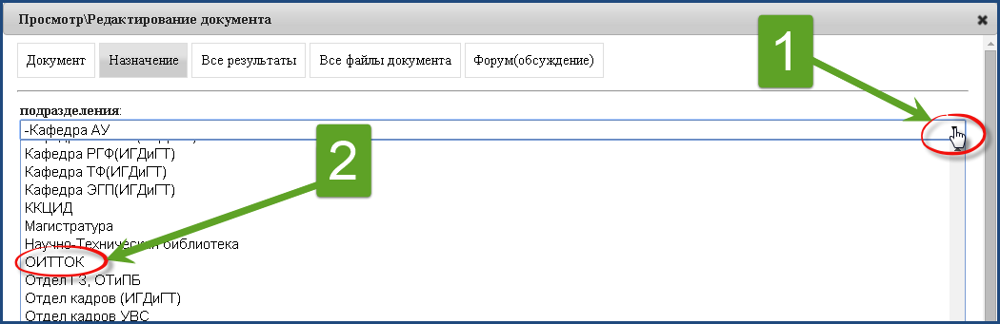 Просмотр\Редактирование документа
Документ Назначение Все результаты Все файлы документа Форум(обсуждение)
1
подразделения:
-Кафедра АУ
Кафедра РГФ(ИГДиГТ)
2
Кафедра ТФ(ИГДиГТ)
Кафедра ЭГП(ИГДиГТ)
ККЦИД
Магистратура
Научно-Техническая библиотека
ОИТТОК
Отдел ГЗ, ОТиПБ
Отдел кадров (ИГДиГТ)
Отдел кадров УВС